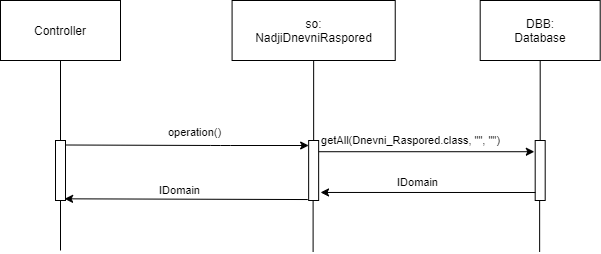 Controller
so:
NadjiDnevniRaspored
DBB:
Database
operation()
getAll(Dnevni_Raspored.class, "", "")
IDomain
IDomain